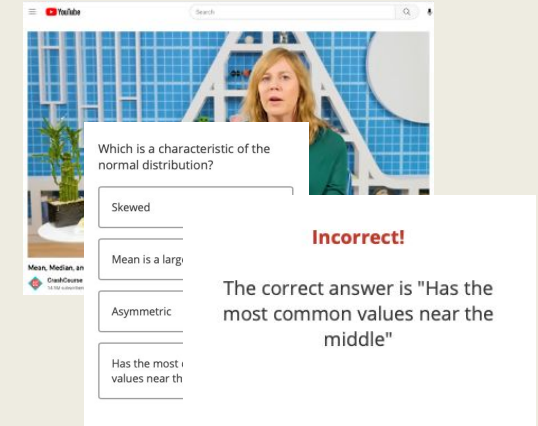 YouTube
Search
Mean, Median, an
CrashCourse
Which is a characteristic of the
normal distribution?
Skewed
Mean is a larg
Asymmetric
Has the most
values near th
Incorrect!
The correct answer is "Has the
most common values near the
middle"